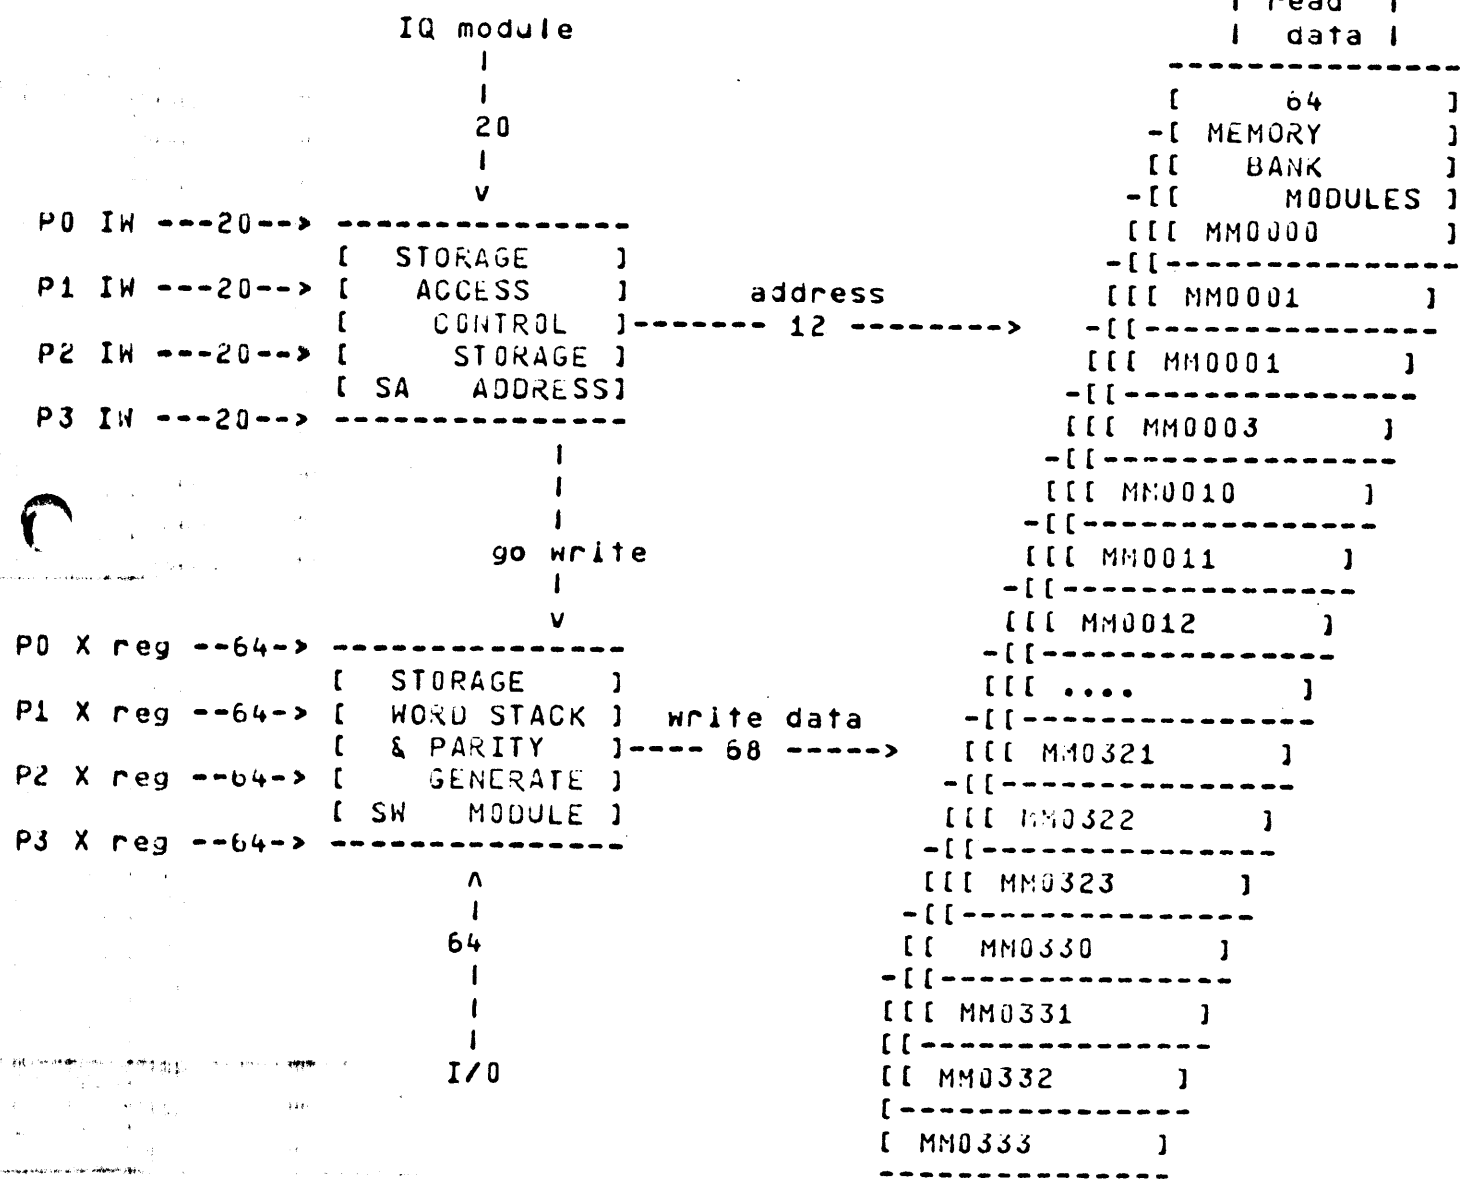 | read |
IQ module
| data |
|
---------------
|
[ 64 ]
20
-[ MEMORY ]
|
[[ BANK ]
v
-[[ MODULES ]
P0 IW ---20--> ---------------
[[[ MM0000 ]
[ STORAGE ]
-[[---------------
P1 IW ---20--> [ ACCESS ] address [[[ MM0001 ]
[ CONTROL ]------- 12 --------> -[[---------------
P2 IW ---20--> [ STORAGE ] [[[ MM0001 ]
[ SA ADDRESS] -[[---------------
P3 IW ---20--> --------------- [[[ MM0003 ]
| -[[---------------
| [[[ MM0010 ]
| -[[---------------
go write [[[ MM0011 ]
| -[[---------------
v [[[ MM0012 ]
P0 X reg --64-> --------------- -[[---------------
[ STORAGE ] [[[ .... ]
P1 X reg --64-> [ WORD STACK ] write data -[[---------------
[ & PARITY ]---- 68 -----> [[[ MM0321 ]
P2 X reg --64-> [ GENERATE ] -[[---------------
[ SW MODULE ] [[[ MM0322 ]
P3 X reg --64-> --------------- -[[---------------
^ [[[ MM0323 ]
| -[[---------------
64 [[ MM0330 ]
| -[[---------------
| [[[ MM0331 ]
| [[---------------
I/O [[ MM0332 ]
[---------------
[ MM0333 ]
---------------